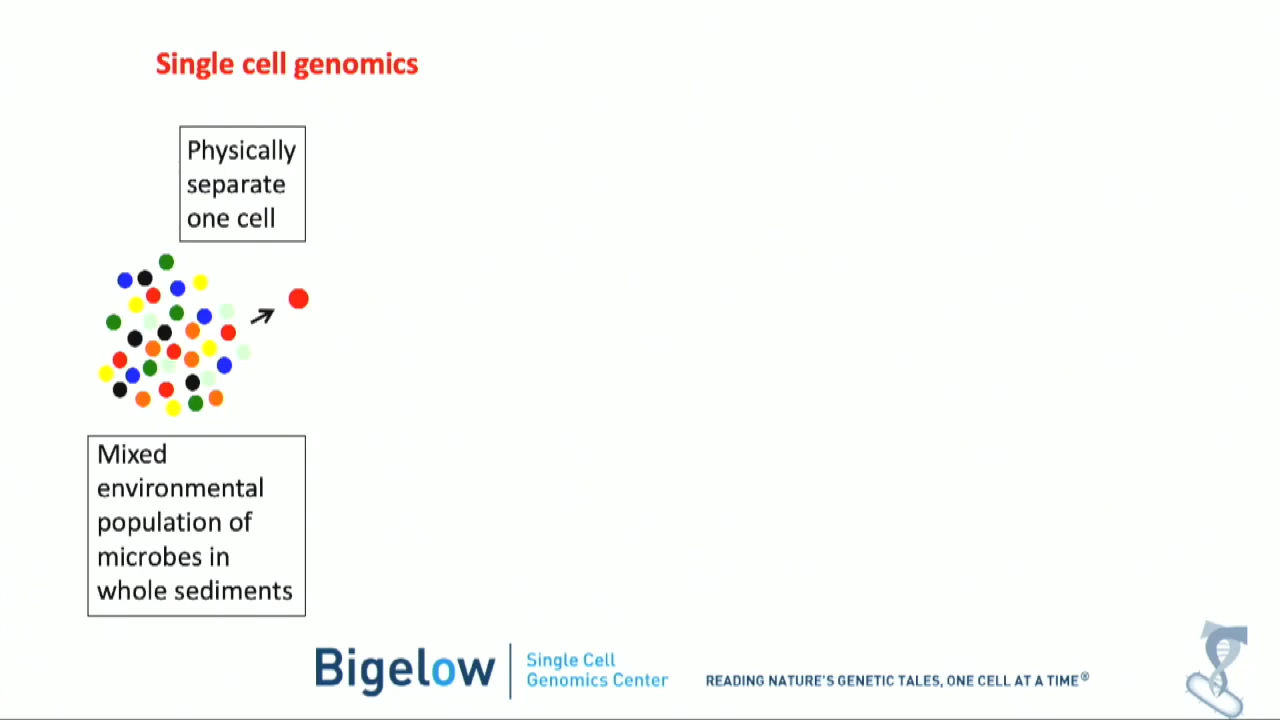 Single cell genomics
Physically
separate
one cell
Mixed
environmental
population of
microbes in
whole sediments
Bigelow
Single Cell
Genomics Center
READING NATURE'S GENETIC TALES, ONE CELL AT A TIME®